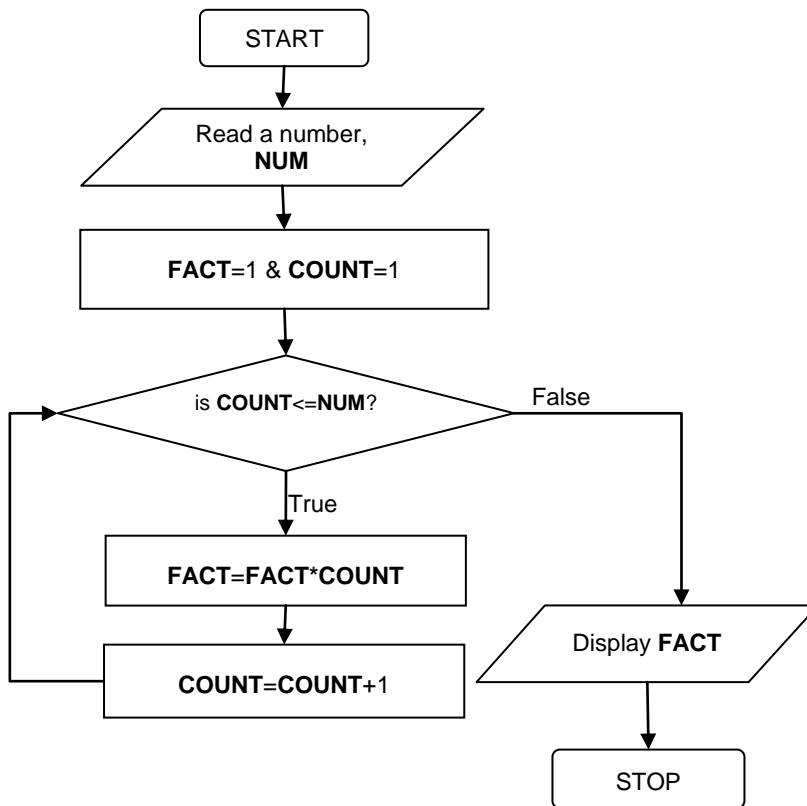 START
Read a number,
NUM
FACT=1 & COUNT=1
is COUNT<=NUM?
False
True
FACT=FACT*COUNT
COUNT=COUNT+1
Display FACT
STOP